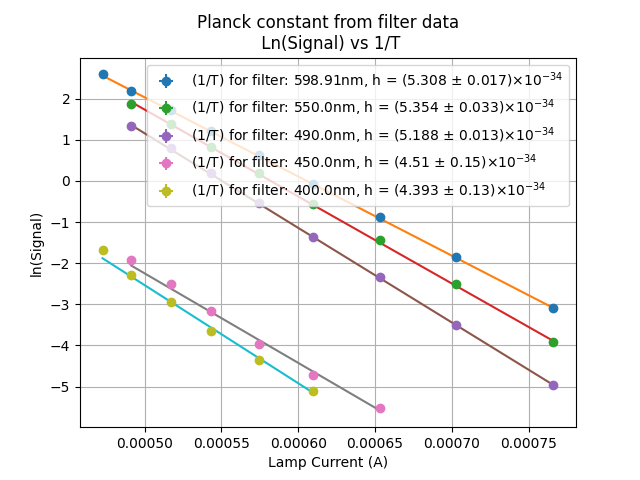 Planck constant from filter data
Ln(Signal) vs 1/T
(1/T) for filter: 598.91nm, h = (5.308 ± 0.017)×10⁻³⁴
(1/T) for filter: 550.0nm, h = (5.354 ± 0.033)×10⁻³⁴
(1/T) for filter: 490.0nm, h = (5.188 ± 0.013)×10⁻³⁴
(1/T) for filter: 450.0nm, h = (4.51 ± 0.15)×10⁻³⁴
(1/T) for filter: 400.0nm, h = (4.393 ± 0.13)×10⁻³⁴
ln(Signal)
2
1
0
−1
−2
−3
−4
−5
0.00050 0.00055 0.00060 0.00065 0.00070 0.00075
Lamp Current (A)